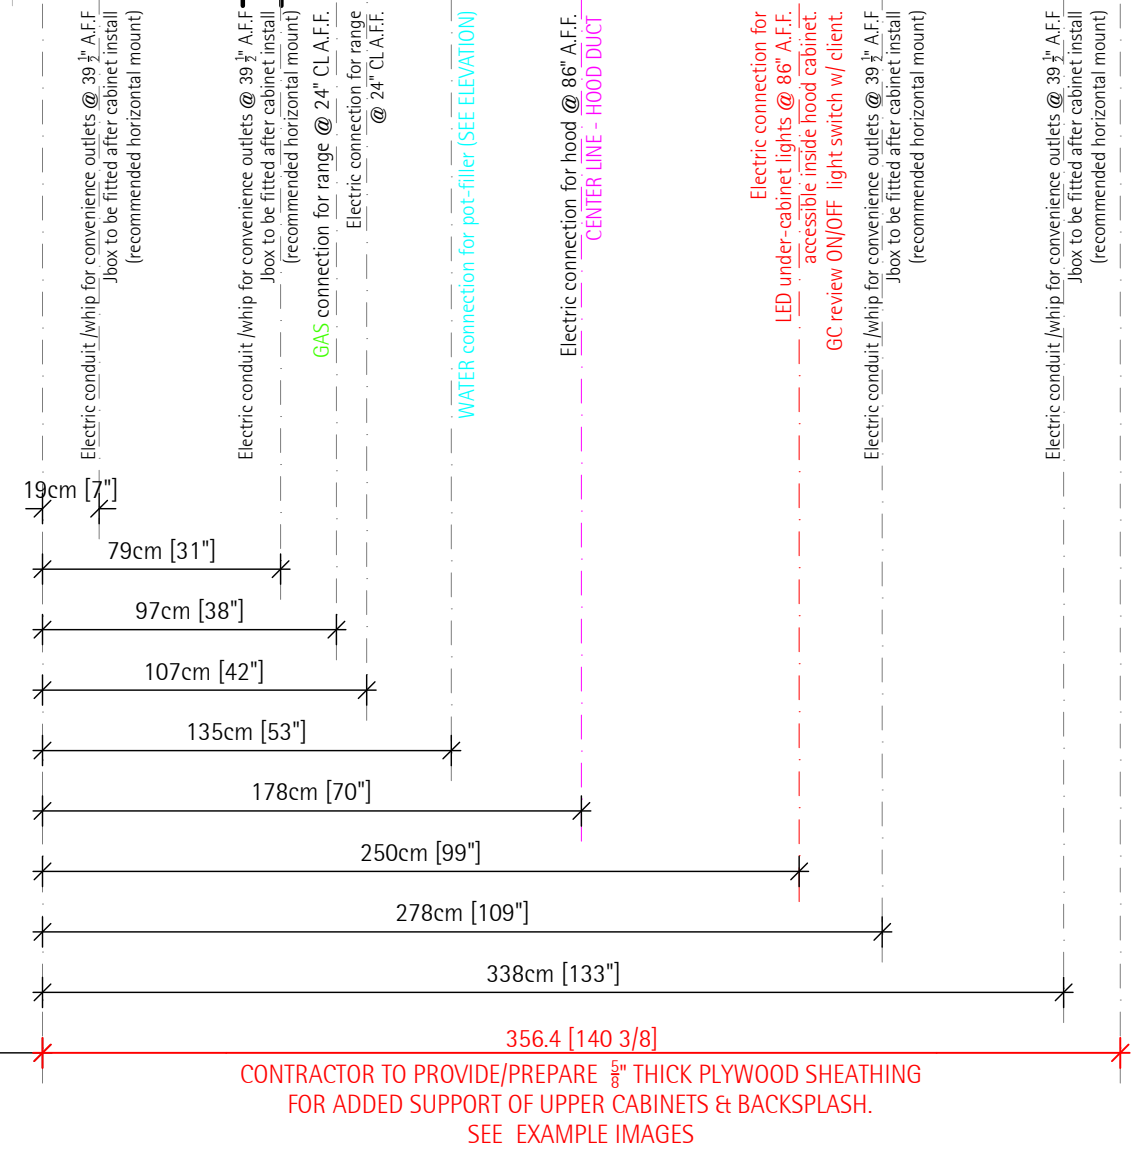 Electric conduit /whip for convenience outlets @ 39 1/2" A.F.F
Jbox to be fitted after cabinet install
(recommended horizontal mount)
Electric conduit /whip for convenience outlets @ 39 1/2" A.F.F
Jbox to be fitted after cabinet install
(recommended horizontal mount)
GAS connection for range @ 24" CL A.F.F.
Electric connection for range
@ 24" CL A.F.F.
WATER connection for pot-filler (SEE ELEVATION)
Electric connection for hood @ 86" A.F.F.
CENTER LINE - HOOD DUCT
Electric connection for
LED under-cabinet lights @ 86" A.F.F.
accessible inside hood cabinet.
GC review ON/OFF light switch w/ client.
Electric conduit /whip for convenience outlets @ 39 1/2" A.F.F
Jbox to be fitted after cabinet install
(recommended horizontal mount)
Electric conduit /whip for convenience outlets @ 39 1/2" A.F.F
Jbox to be fitted after cabinet install
(recommended horizontal mount)
19cm [7"]
79cm [31"]
97cm [38"]
107cm [42"]
135cm [53"]
178cm [70"]
250cm [99"]
278cm [109"]
338cm [133"]
356.4 [140 3/8]
CONTRACTOR TO PROVIDE/PREPARE 5/8" THICK PLYWOOD SHEATHING
FOR ADDED SUPPORT OF UPPER CABINETS & BACKSPLASH.
SEE EXAMPLE IMAGES